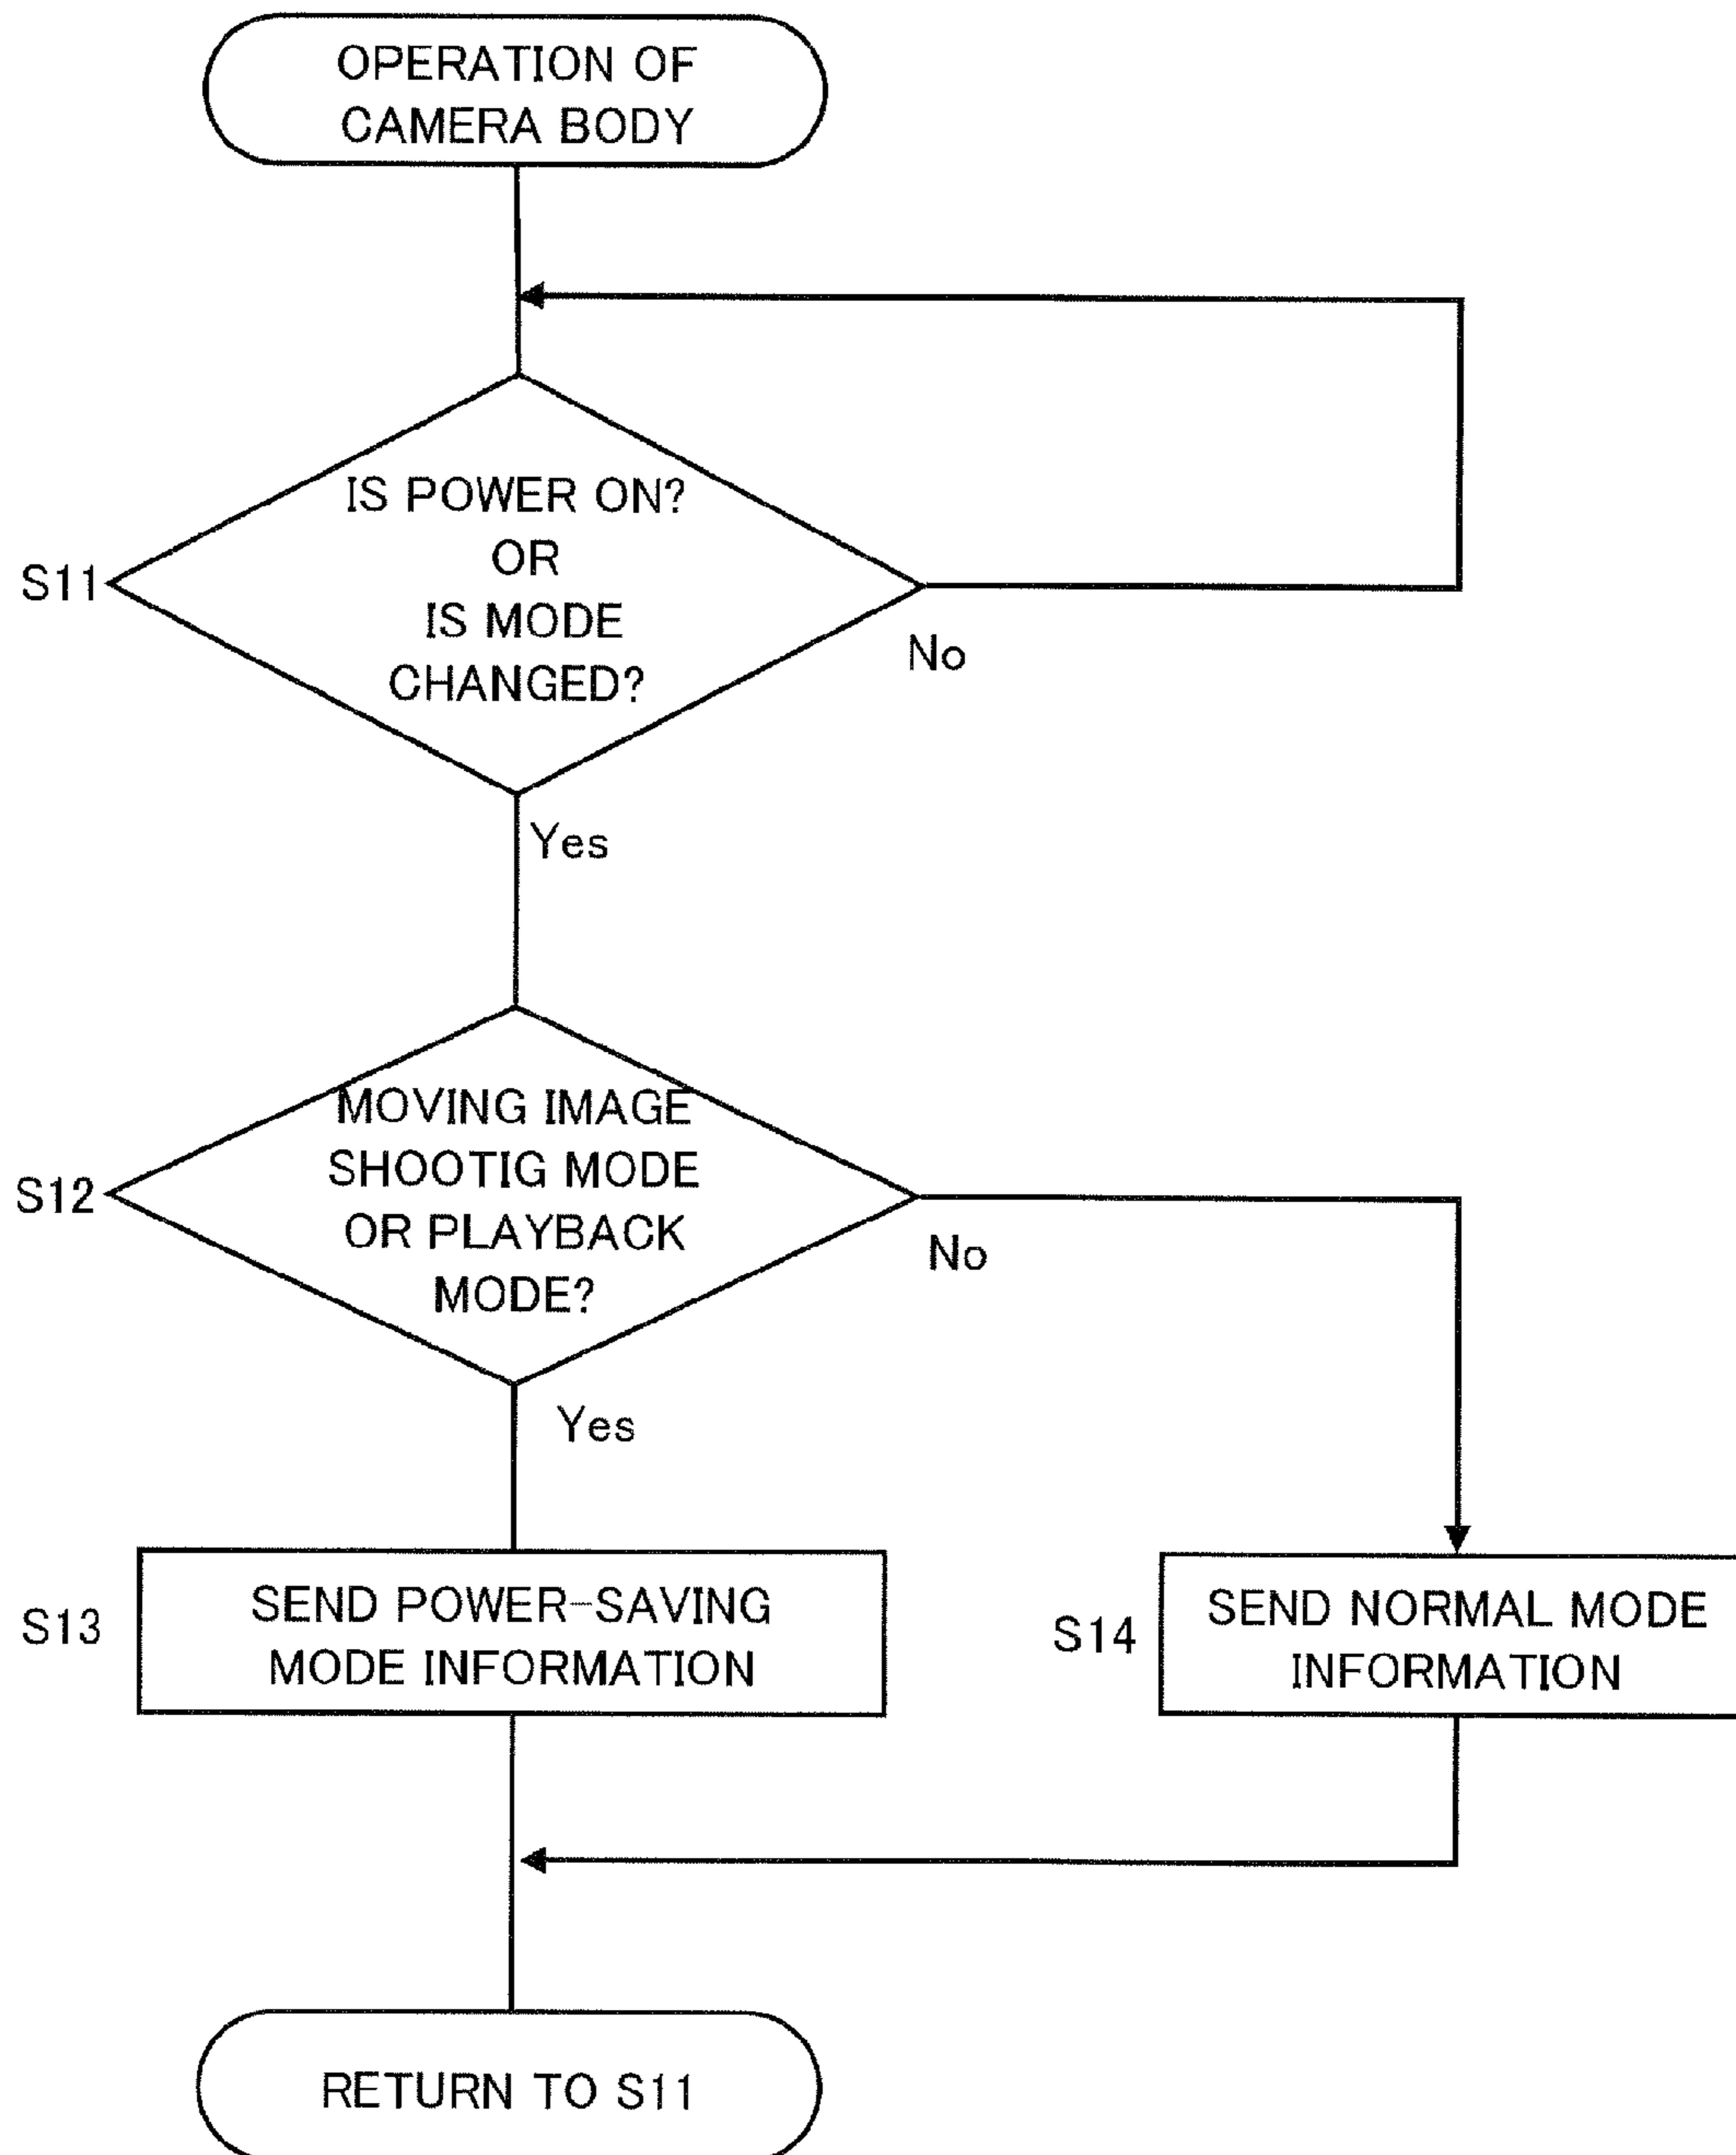 OPERATION OF
CAMERA BODY
S11
IS POWER ON?
OR
IS MODE
CHANGED?
No
Yes
S12
MOVING IMAGE
SHOOTIG MODE
OR PLAYBACK
MODE?
No
Yes
S13
SEND POWER-SAVING
MODE INFORMATION
S14
SEND NORMAL MODE
INFORMATION
RETURN TO S11